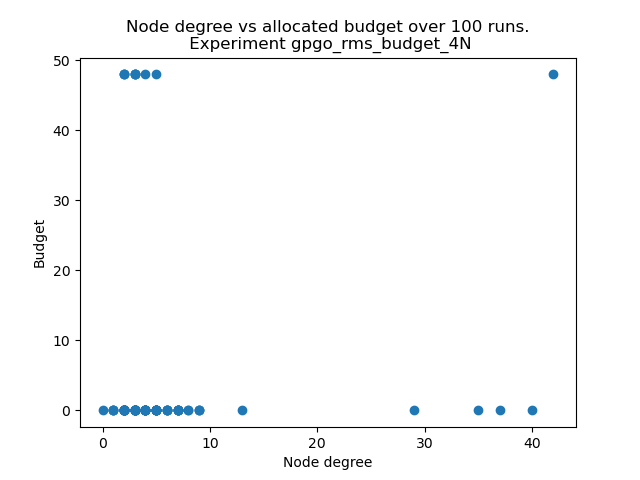 Node degree vs allocated budget over 100 runs.
Experiment gpgo_rms_budget_4N
50
40
30
20
10
0
Budget
0 10 20 30 40
Node degree